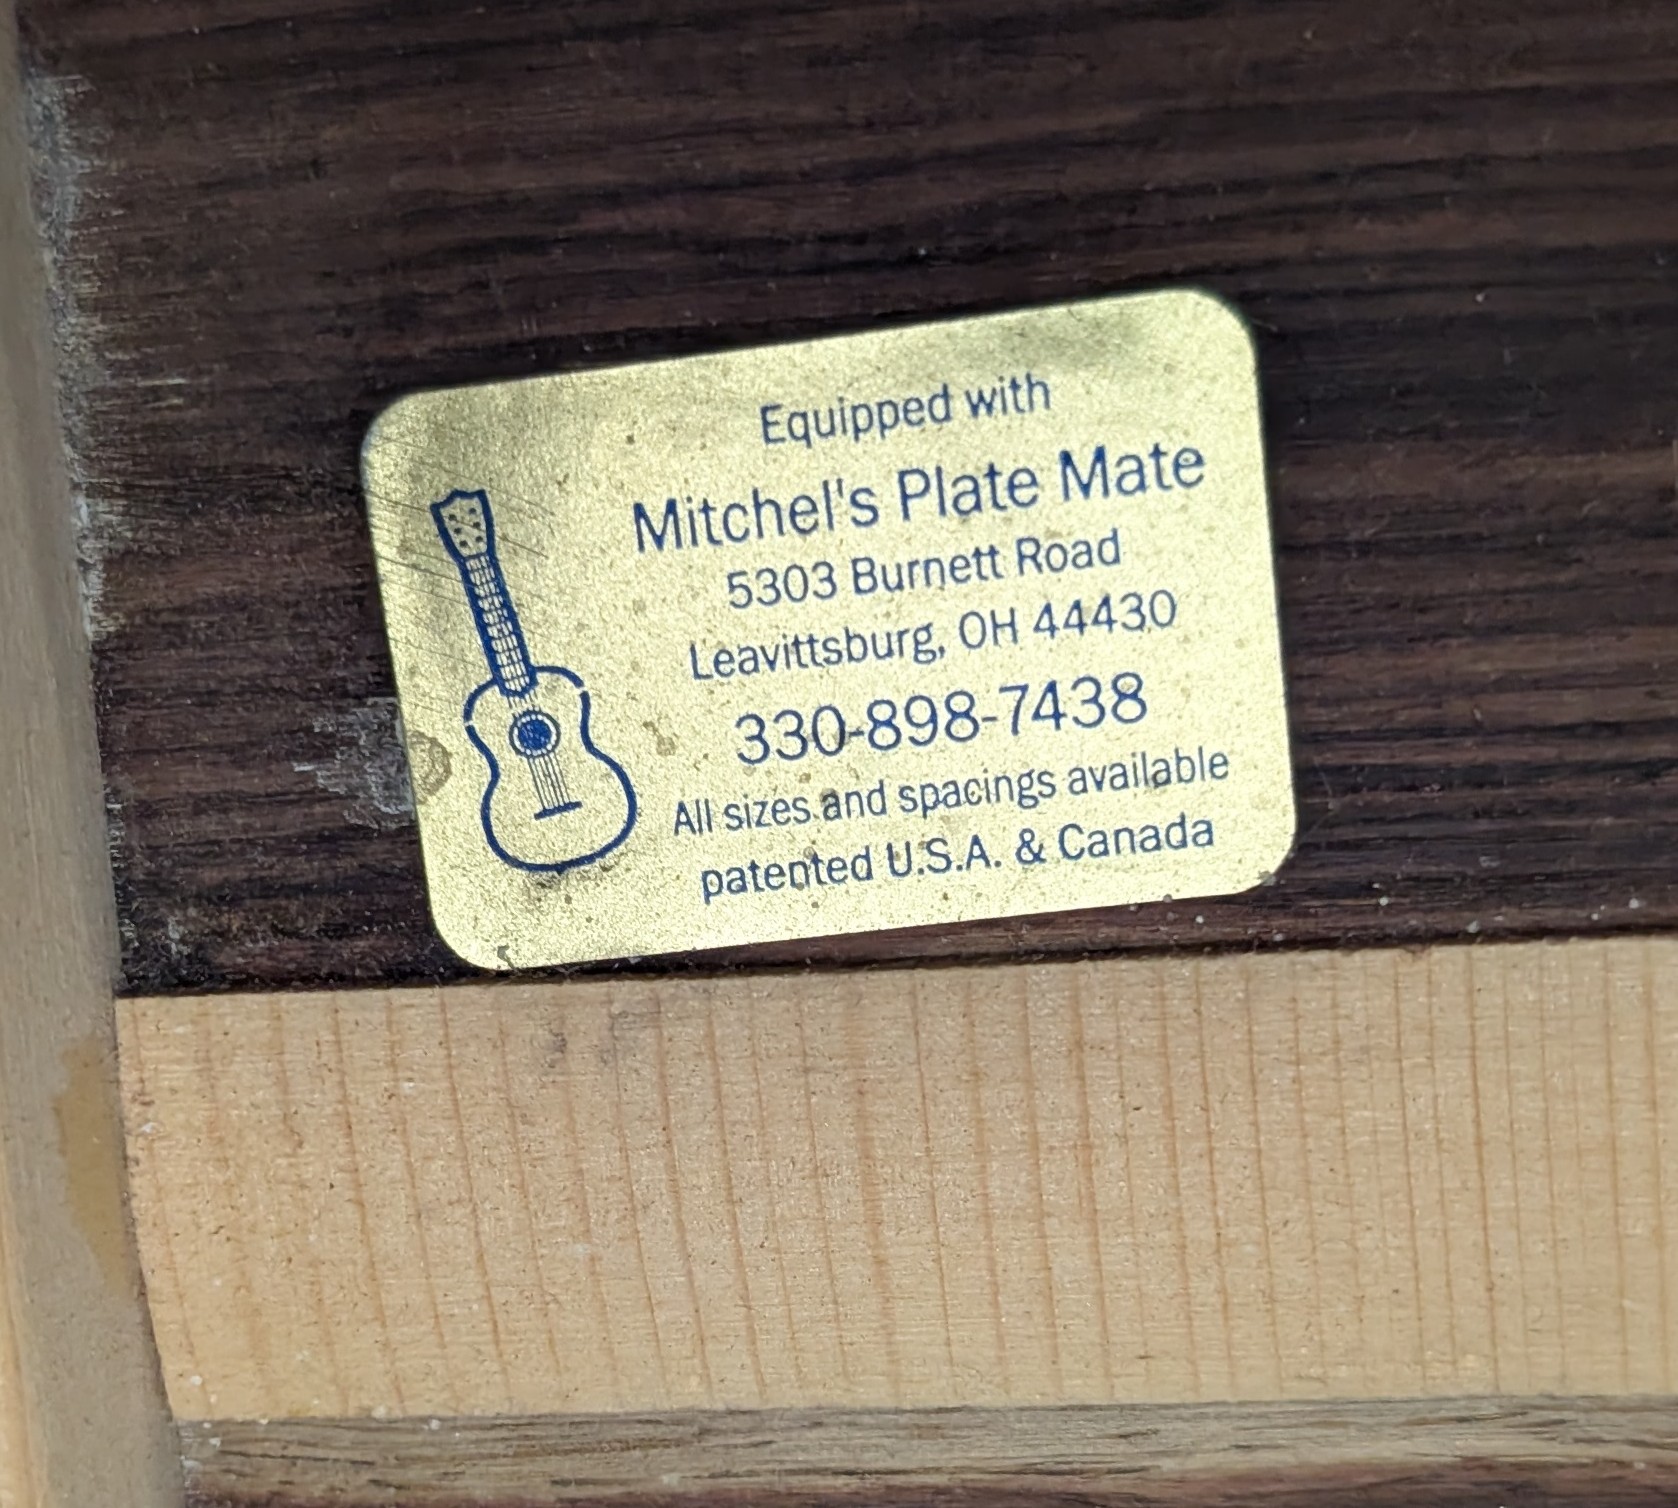 Equipped with
Mitchel's Plate Mate
5303 Burnett Road
Leavittsburg, OH 44430
330-898-7438
All sizes and spacings available
patented U.S.A. & Canada